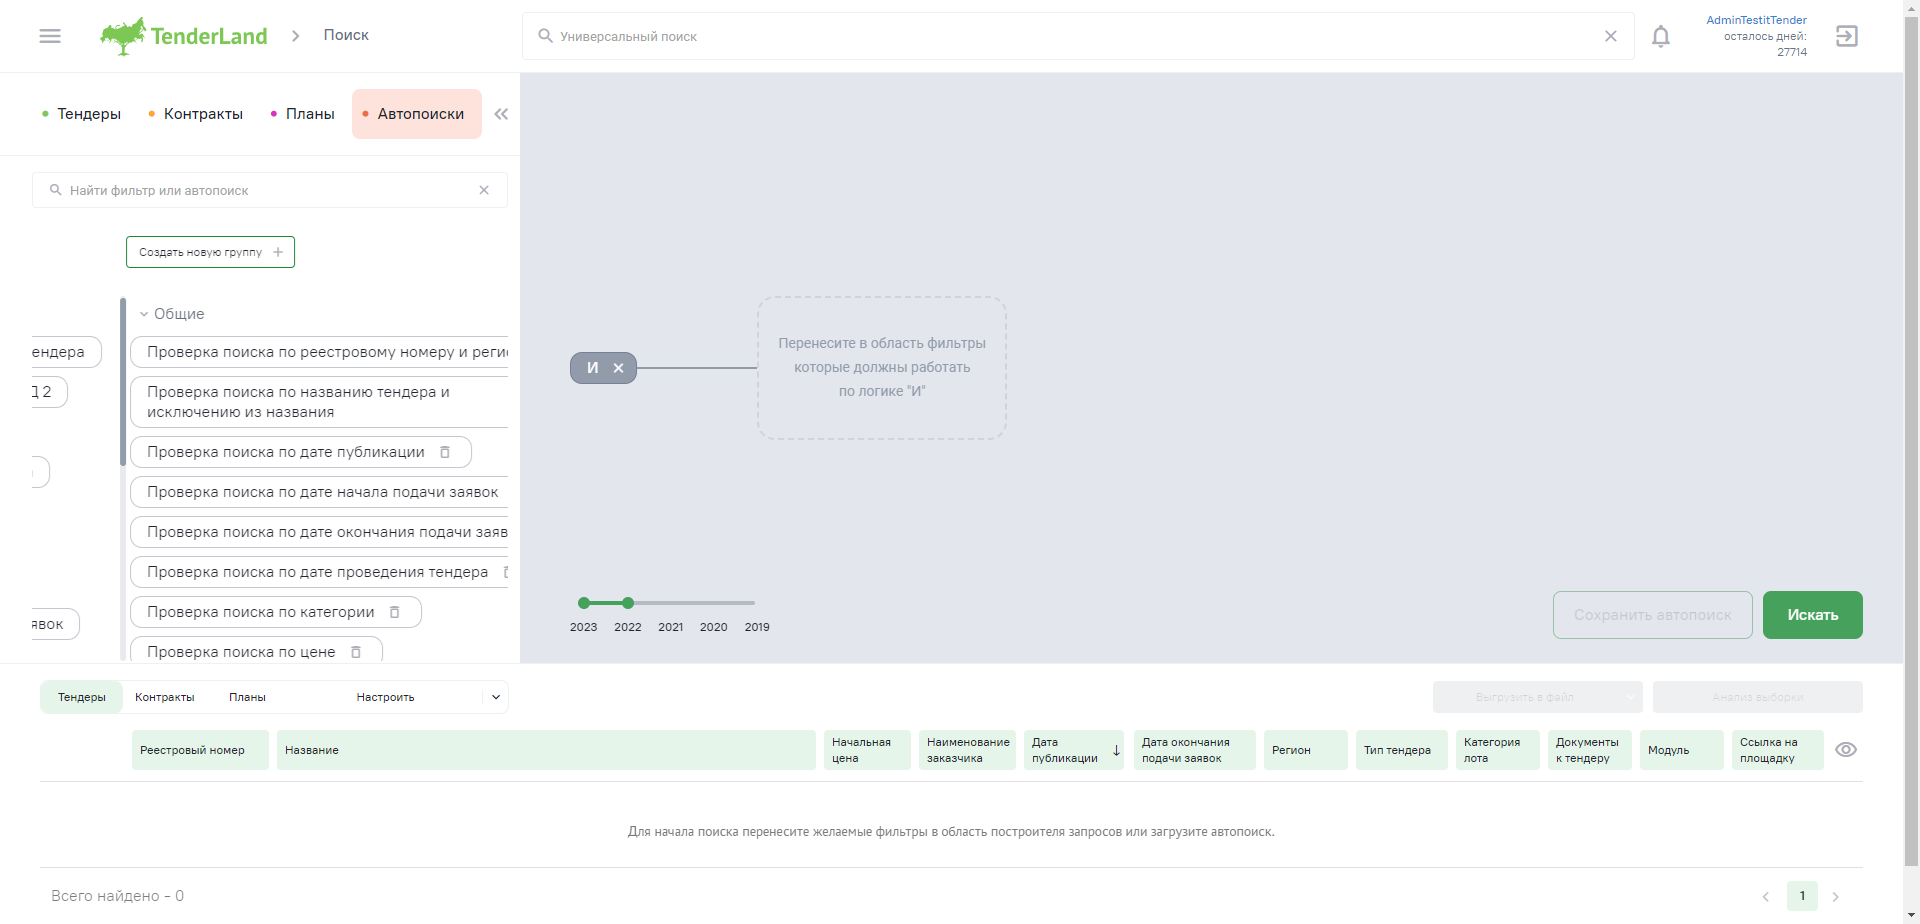 TenderLand
Поиск
Универсальный поиск
AdminTestitTender
осталось дней:
27714
Тендеры
Контракты
Планы
Автопоиски
Найти фильтр или автопоиск
Создать новую группу
Общие
ендера
Проверка поиска по реестровому номеру и реги
Д 2
Проверка поиска по названию тендера и
исключению из названия
Проверка поиска по дате публикации
Проверка поиска по дате начала подачи заявок
Проверка поиска по дате окончания подачи заяв
Проверка поиска по дате проведения тендера
Проверка поиска по категории
явок
Проверка поиска по цене
И
Перенесите в область фильтры
которые должны работать
по логике "И"
2023 2022 2021 2020 2019
Сохранить автопоиск
Искать
Тендеры
Контракты
Планы
Настроить
Выгрузить в файл
Анализ выборки
Реестровый номер
Название
Начальная
цена
Наименование
заказчика
Дата
публикации
Дата окончания
подачи заявок
Регион
Тип тендера
Категория
лота
Документы
к тендеру
Модуль
Ссылка на
площадку
Для начала поиска перенесите желаемые фильтры в область построителя запросов или загрузите автопоиск.
Всего найдено - 0
1